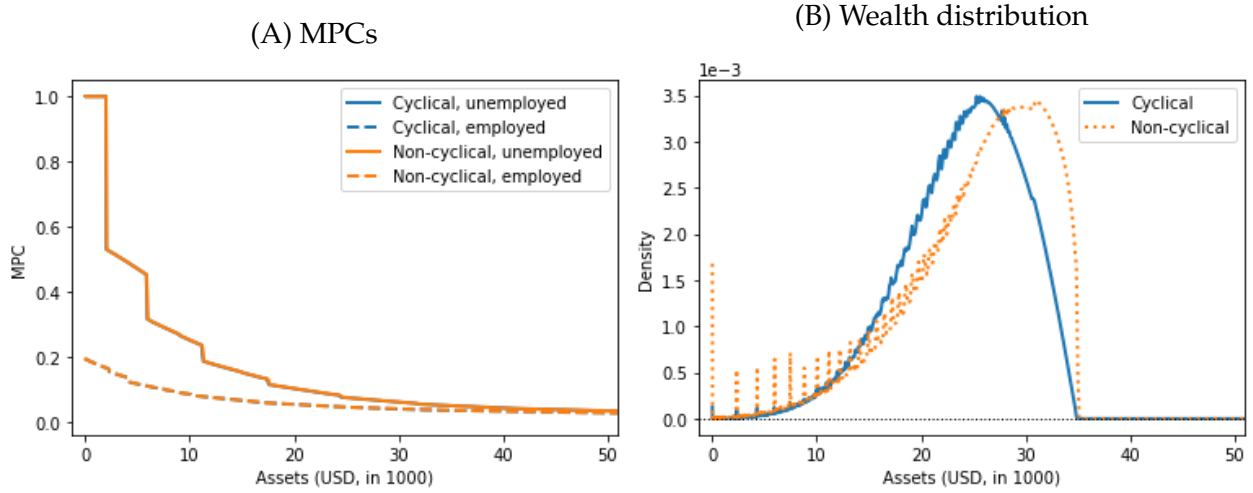 (A) MPCs
1.0
0.8
0.6
0.4
0.2
0.0
MPC
0 10 20 30 40 50
Assets (USD, in 1000)
Cyclical, unemployed
Cyclical, employed
Non-cyclical, unemployed
Non-cyclical, employed
(B) Wealth distribution
1e−3
3.5
3.0
2.5
2.0
1.5
1.0
0.5
0.0
Density
0 10 20 30 40 50
Assets (USD, in 1000)
Cyclical
Non-cyclical